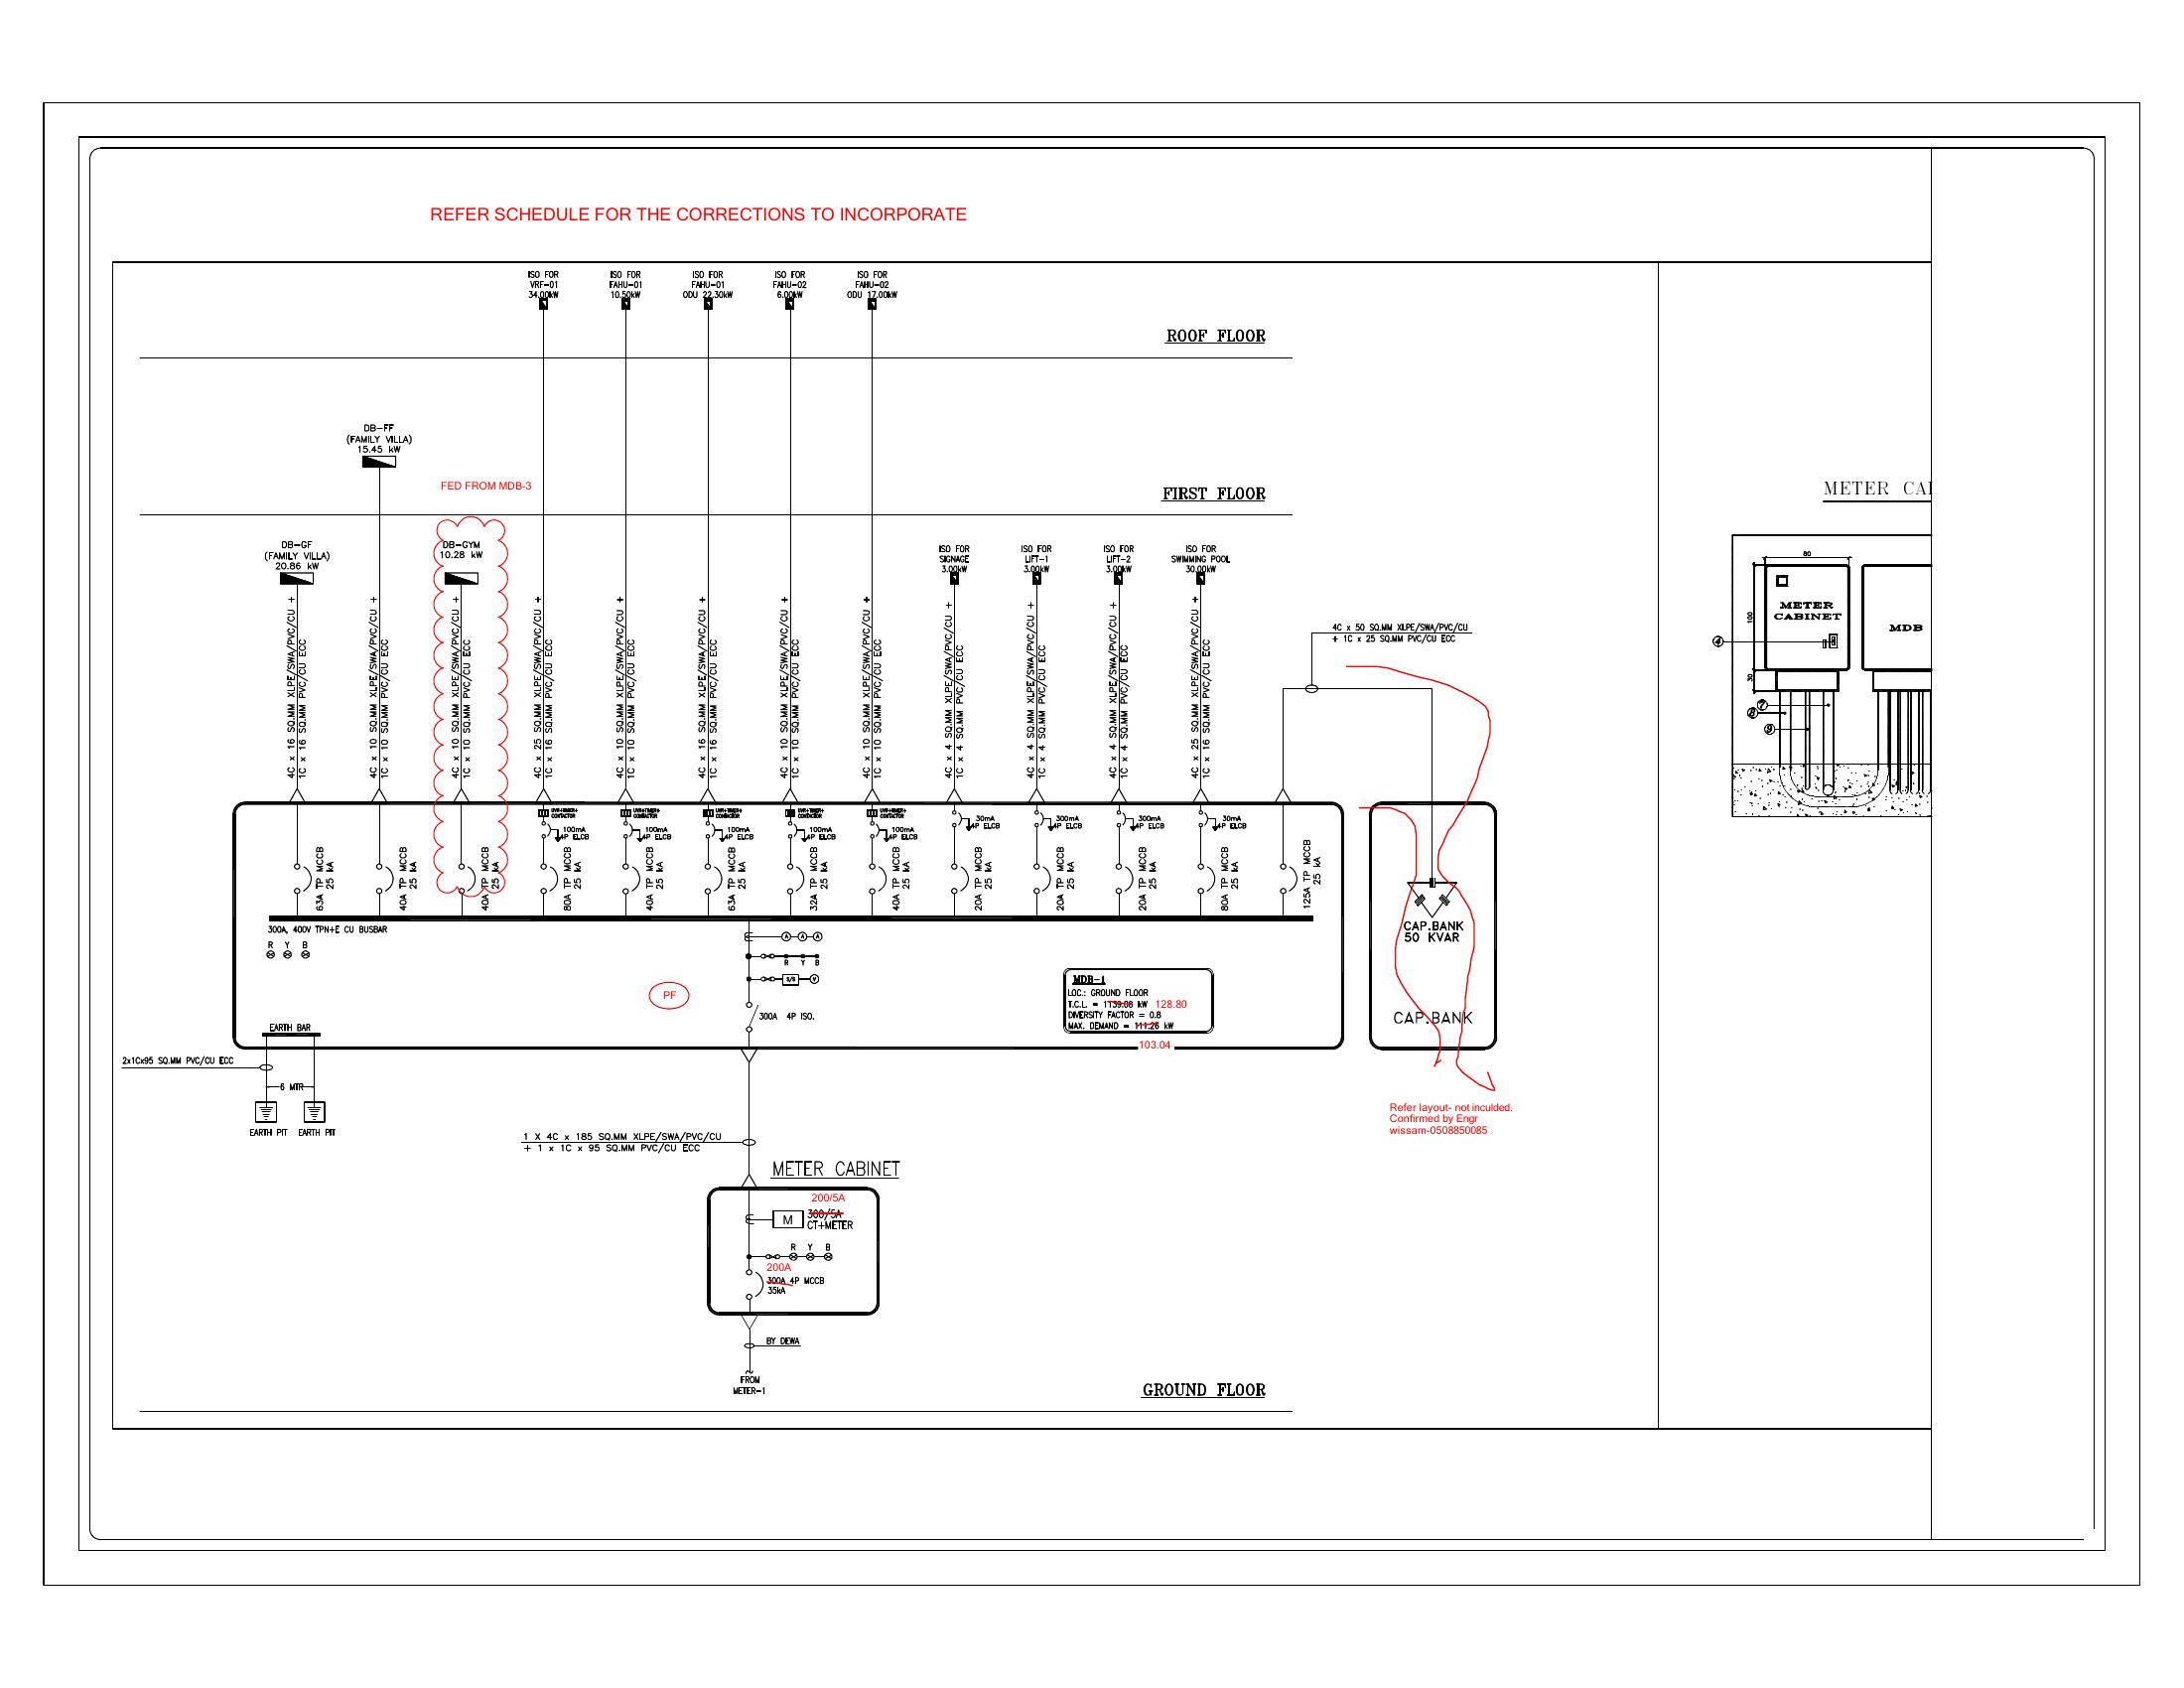 REFER SCHEDULE FOR THE CORRECTIONS TO INCORPORATE
ISO FOR
VRF-01
34.00kW
ISO FOR
FAHU-01
10.50kW
ISO FOR
FAHU-01
ODU 22.30kW
ISO FOR
FAHU-02
6.00kW
ISO FOR
FAHU-02
ODU 17.00kW
ROOF FLOOR
DB-FF
(FAMILY VILLA)
15.45 kW
FED FROM MDB-3
FIRST FLOOR
DB-GF
(FAMILY VILLA)
20.86 kW
DB-GYM
10.28 kW
ISO FOR
SIGNAGE
3.00kW
ISO FOR
LIFT-1
3.00kW
ISO FOR
LIFT-2
3.00kW
ISO FOR
SWIMMING POOL
30.00kW
4C x 16 SQ.MM XLPE/SWA/PVC/CU +
1C x 16 SQ.MM PVC/CU ECC
4C x 10 SQ.MM XLPE/SWA/PVC/CU +
1C x 10 SQ.MM PVC/CU ECC
4C x 10 SQ.MM XLPE/SWA/PVC/CU +
1C x 10 SQ.MM PVC/CU ECC
4C x 25 SQ.MM XLPE/SWA/PVC/CU +
1C x 16 SQ.MM PVC/CU ECC
4C x 10 SQ.MM XLPE/SWA/PVC/CU +
1C x 10 SQ.MM PVC/CU ECC
4C x 16 SQ.MM XLPE/SWA/PVC/CU +
1C x 16 SQ.MM PVC/CU ECC
4C x 10 SQ.MM XLPE/SWA/PVC/CU +
1C x 10 SQ.MM PVC/CU ECC
4C x 10 SQ.MM XLPE/SWA/PVC/CU +
1C x 10 SQ.MM PVC/CU ECC
4C x 4 SQ.MM XLPE/SWA/PVC/CU +
1C x 4 SQ.MM PVC/CU ECC
4C x 4 SQ.MM XLPE/SWA/PVC/CU +
1C x 4 SQ.MM PVC/CU ECC
4C x 4 SQ.MM XLPE/SWA/PVC/CU +
1C x 4 SQ.MM PVC/CU ECC
4C x 25 SQ.MM XLPE/SWA/PVC/CU +
1C x 16 SQ.MM PVC/CU ECC
4C x 50 SQ.MM XLPE/SWA/PVC/CU
+ 1C x 25 SQ.MM PVC/CU ECC
UVR+TIMER+
CONTACTOR
UVR+TIMER+
CONTACTOR
UVR+TIMER+
CONTACTOR
UVR+TIMER+
CONTACTOR
UVR+TIMER+
CONTACTOR
100mA
4P ELCB
100mA
4P ELCB
100mA
4P ELCB
100mA
4P ELCB
100mA
4P ELCB
30mA
4P ELCB
300mA
4P ELCB
300mA
4P ELCB
30mA
4P ELCB
63A TP MCCB
25 kA
40A TP MCCB
25 kA
40A TP MCCB
25 kA
80A TP MCCB
25 kA
40A TP MCCB
25 kA
63A TP MCCB
25 kA
32A TP MCCB
25 kA
40A TP MCCB
25 kA
20A TP MCCB
25 kA
20A TP MCCB
25 kA
20A TP MCCB
25 kA
80A TP MCCB
25 kA
125A TP MCCB
25 kA
300A, 400V TPN+E CU BUSBAR
R Y B
A A A
R Y B
S/S V
300A 4P ISO.
PF
MDB-1
LOC.: GROUND FLOOR
T.C.L. = 1139.08 kW 128.80
DIVERSITY FACTOR = 0.8
MAX. DEMAND = 111.26 kW
103.04
CAP.BANK
50 KVAR
CAP.BANK
EARTH BAR
2x1Cx95 SQ.MM PVC/CU ECC
6 MTR
EARTH PIT
EARTH PIT
Refer layout- not inculded.
Confirmed by Engr
wissam-0508850085
1 X 4C x 185 SQ.MM XLPE/SWA/PVC/CU
+ 1 x 1C x 95 SQ.MM PVC/CU ECC
METER CABINET
200/5A
M 300/5A
CT+METER
R Y B
200A
300A 4P MCCB
35kA
BY DEWA
FROM
METER-1
GROUND FLOOR
METER CAI
80
100
30
METER
CABINET
MDB
4
7
8
9